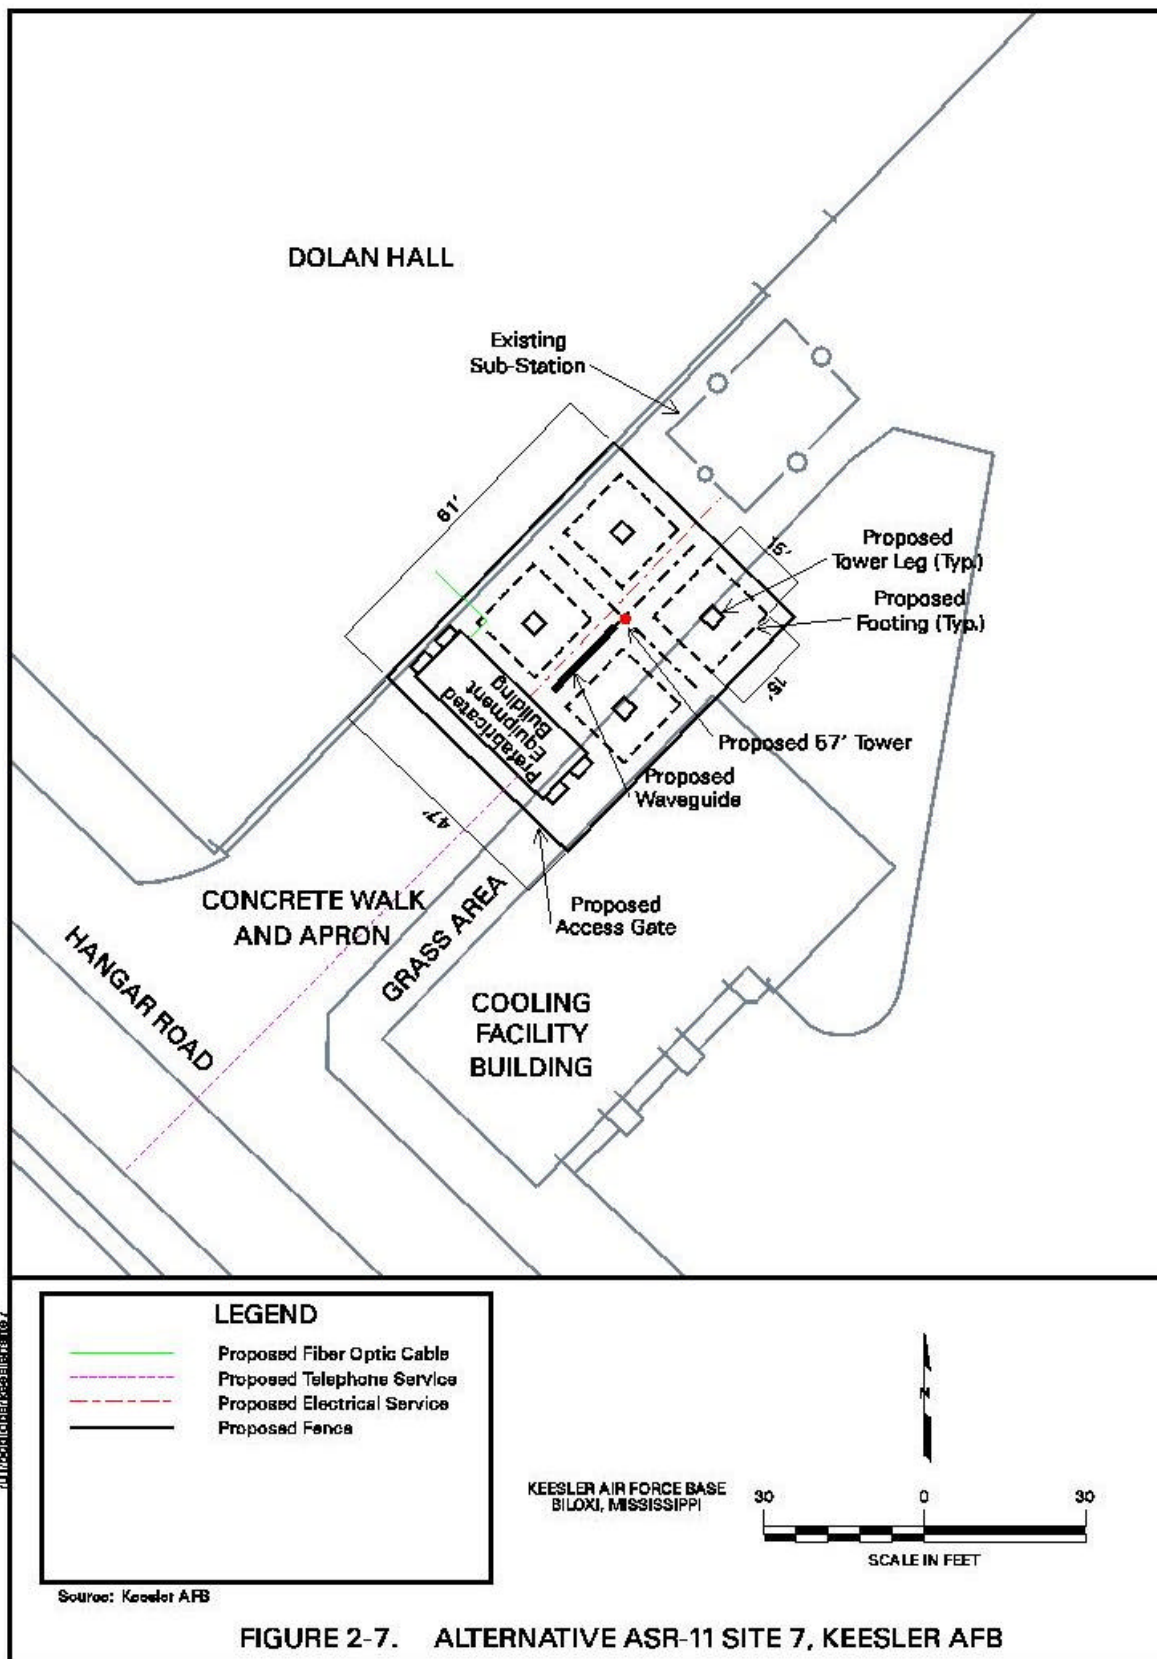 DOLAN HALL
Existing
Sub-Station
61'
15'
Proposed
Tower Leg (Typ.)
Proposed
Footing (Typ.)
15'
Prefabricated
Equipment
Building
Proposed 57' Tower
Proposed
Waveguide
47'
CONCRETE WALK
AND APRON
GRASS AREA
Proposed
Access Gate
HANGAR ROAD
COOLING
FACILITY
BUILDING
LEGEND
Proposed Fiber Optic Cable
Proposed Telephone Service
Proposed Electrical Service
Proposed Fence
N
KEESLER AIR FORCE BASE
BILOXI, MISSISSIPPI
30 0 30
SCALE IN FEET
Source: Keesler AFB
FIGURE 2-7. ALTERNATIVE ASR-11 SITE 7, KEESLER AFB